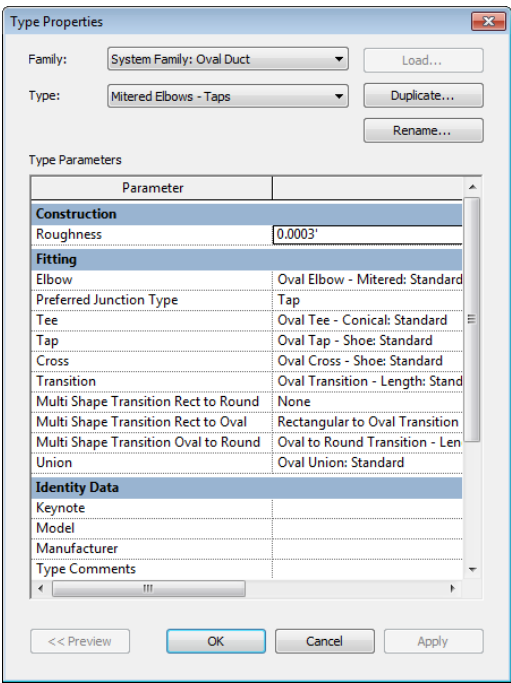 Type Properties
Family: System Family: Oval Duct Load...
Type: Mitered Elbows - Taps Duplicate...
Rename...
Type Parameters
Parameter
Construction
Roughness 0.0003'
Fitting
Elbow Oval Elbow - Mitered: Standard
Preferred Junction Type Tap
Tee Oval Tee - Conical: Standard
Tap Oval Tap - Shoe: Standard
Cross Oval Cross - Shoe: Standard
Transition Oval Transition - Length: Stand
Multi Shape Transition Rect to Round None
Multi Shape Transition Rect to Oval Rectangular to Oval Transition
Multi Shape Transition Oval to Round Oval to Round Transition - Len
Union Oval Union: Standard
Identity Data
Keynote
Model
Manufacturer
Type Comments
<< Preview OK Cancel Apply